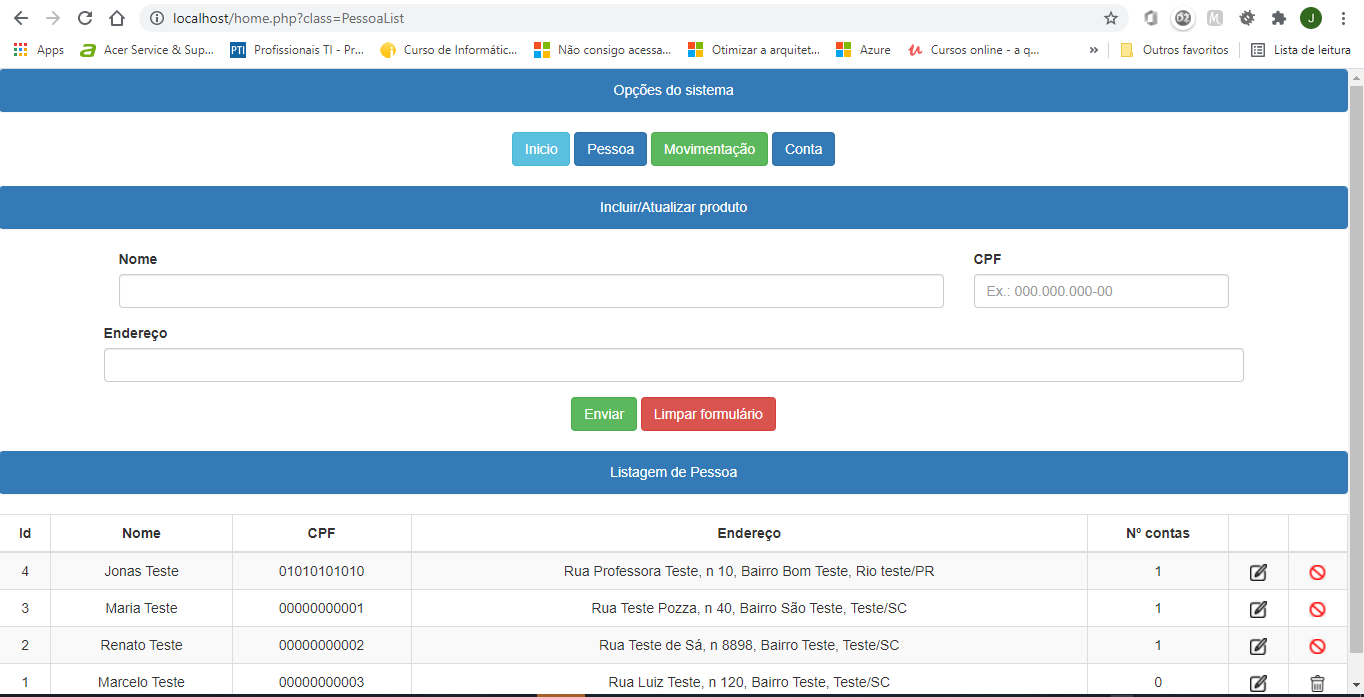 localhost/home.php?class=PessoaList
J
Apps Acer Service & Sup... PTI Profissionais TI - Pr... Curso de Informátic... Não consigo acessa... Otimizar a arquitet... Azure Cursos online - a q... » Outros favoritos Lista de leitura
Opções do sistema
Inicio Pessoa Movimentação Conta
Incluir/Atualizar produto
Nome CPF
Ex.: 000.000.000-00
Endereço
Enviar Limpar formulário
Listagem de Pessoa
Id Nome CPF Endereço Nº contas
4 Jonas Teste 01010101010 Rua Professora Teste, n 10, Bairro Bom Teste, Rio teste/PR 1
3 Maria Teste 00000000001 Rua Teste Pozza, n 40, Bairro São Teste, Teste/SC 1
2 Renato Teste 00000000002 Rua Teste de Sá, n 8898, Bairro Teste, Teste/SC 1
1 Marcelo Teste 00000000003 Rua Luiz Teste, n 120, Bairro Teste, Teste/SC 0